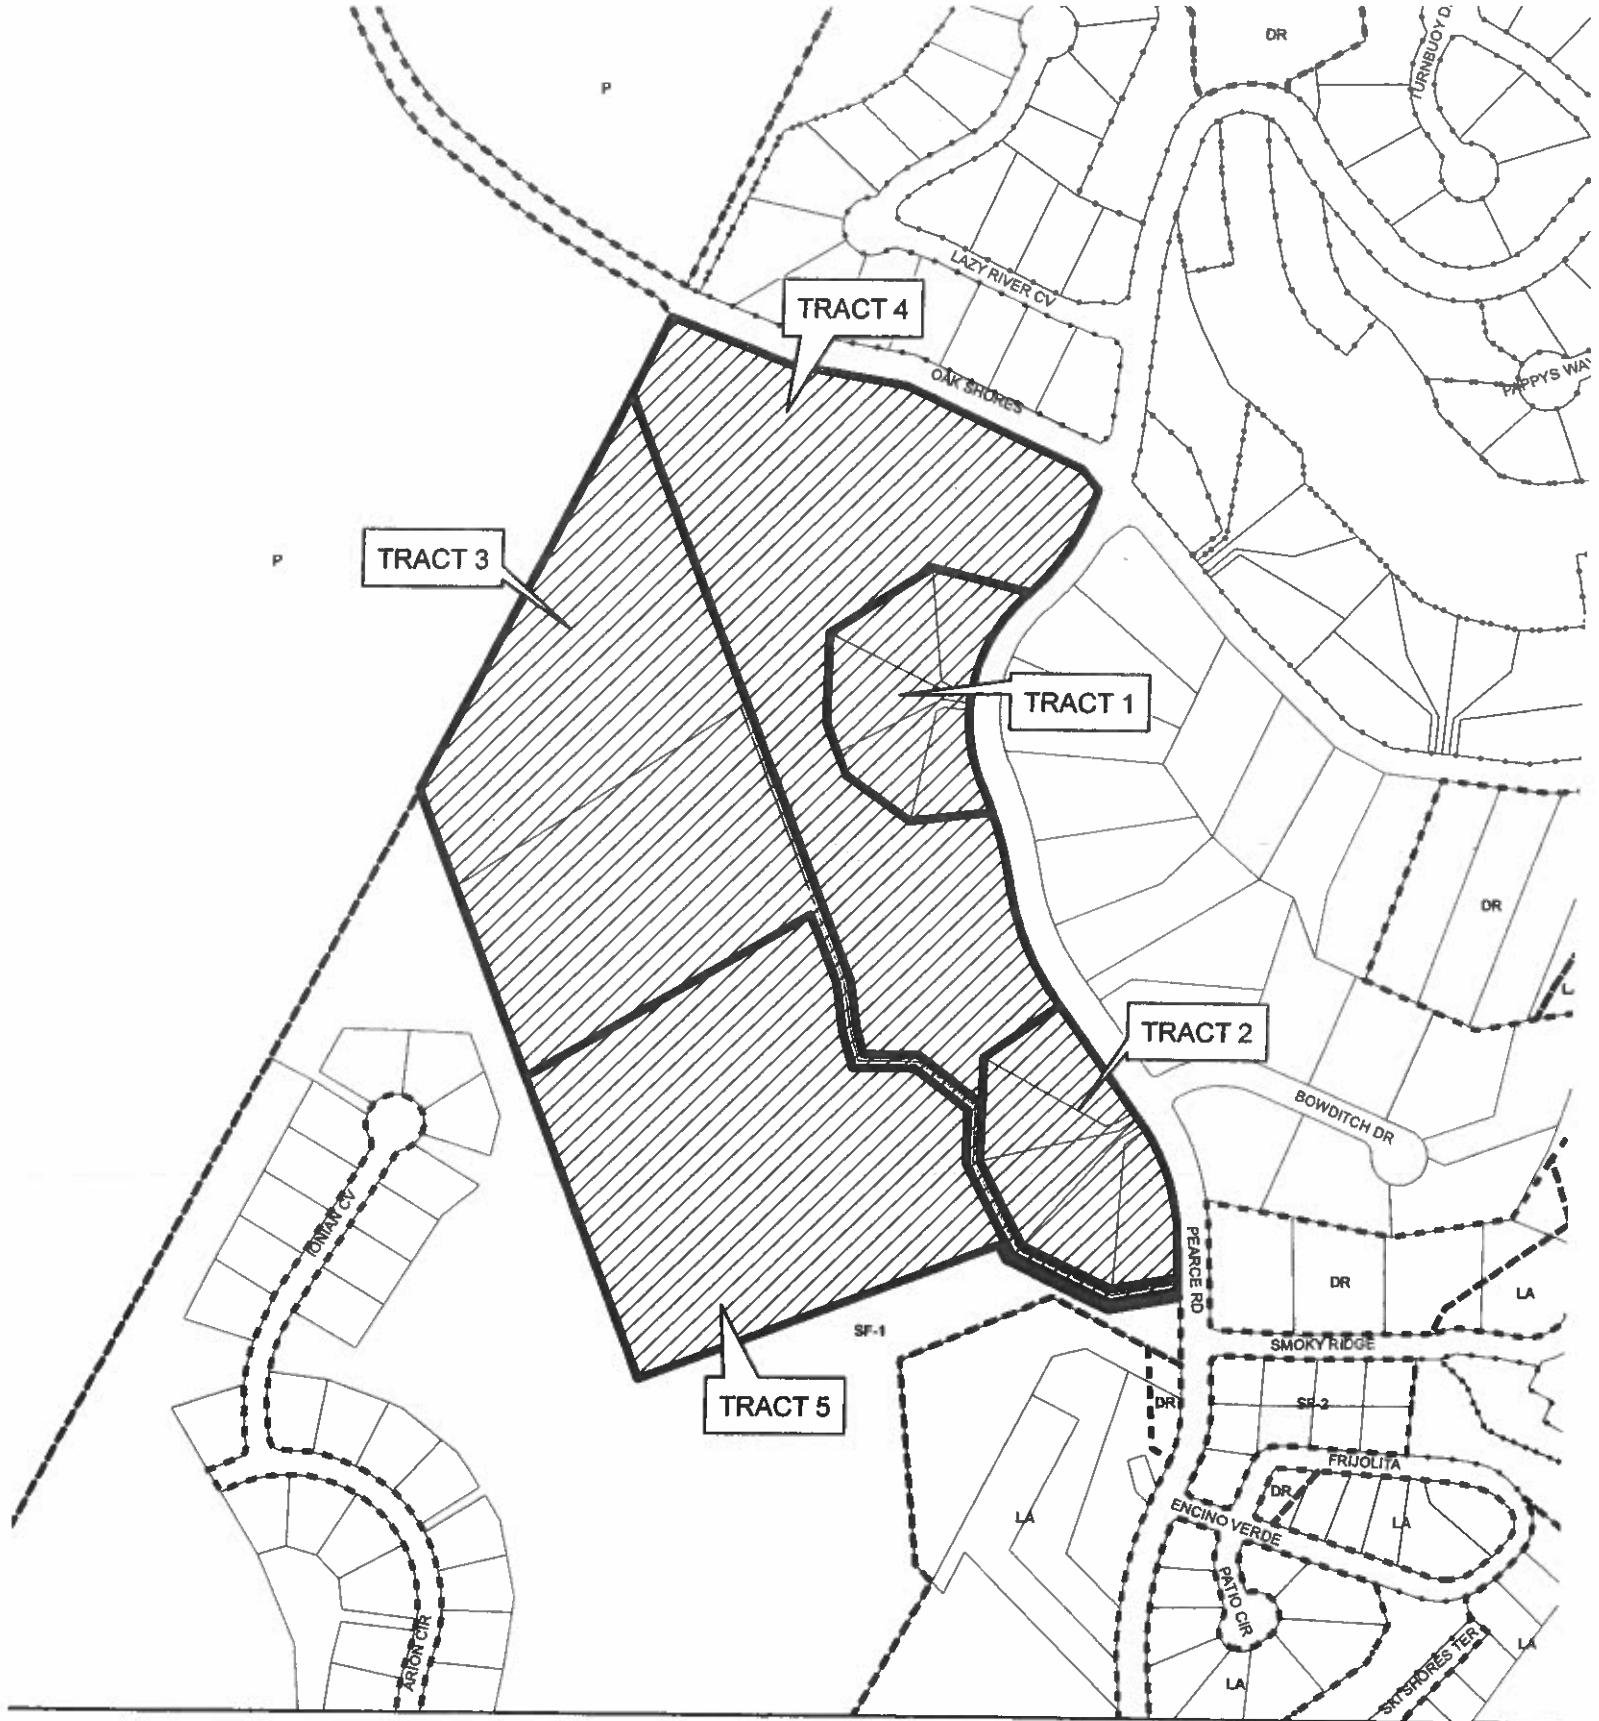 DR
TURNBUOY D
P
LAZY RIVER CV
TRACT 4
OAK SHORES
PAPPYS WAY
P
TRACT 3
TRACT 1
DR
TRACT 2
BOWDITCH DR
IONIAN CV
PEARCE RD
DR
LA
SF-1
SMOKY RIDGE
TRACT 5
DR
SF-2
FRIJOLITA
DR
LA
ENCINO VERDE
LA
PATIO CIR
ARION CIR
SKI SHORES TER
LA
LA